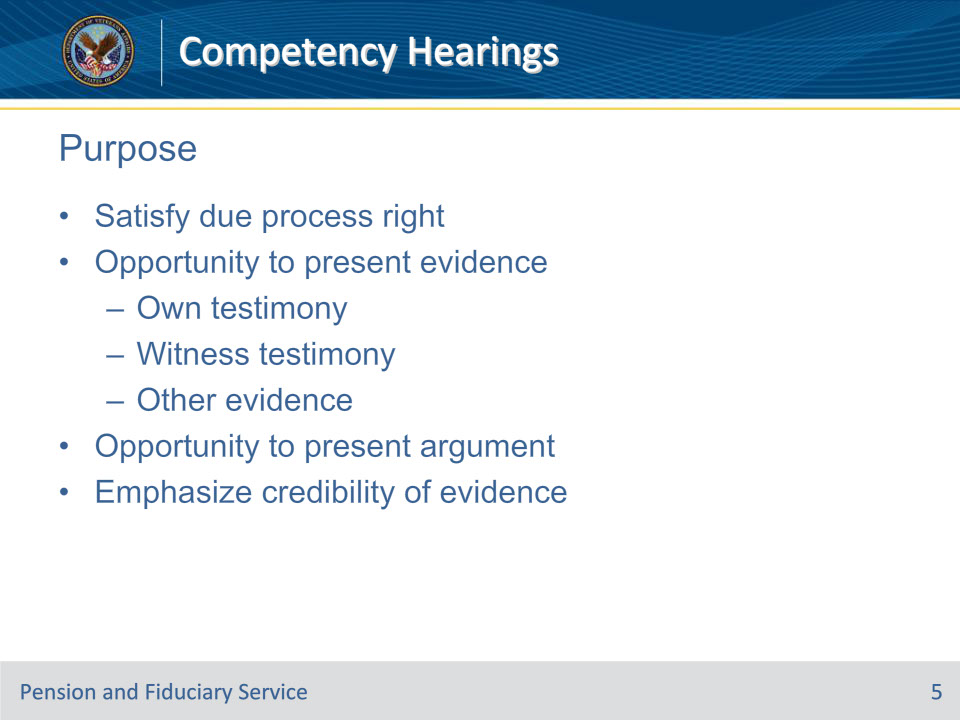 Competency Hearings
Purpose
• Satisfy due process right
• Opportunity to present evidence
– Own testimony
– Witness testimony
– Other evidence
• Opportunity to present argument
• Emphasize credibility of evidence
Pension and Fiduciary Service 5